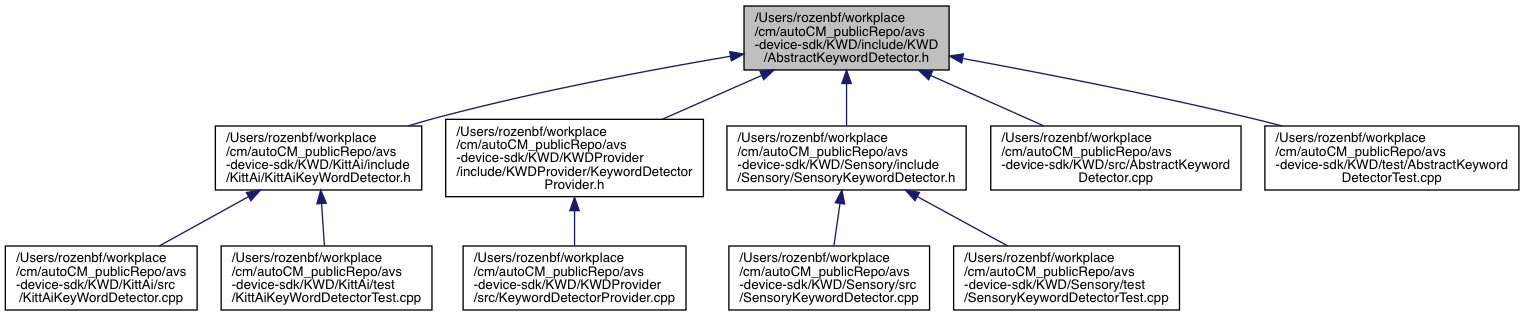 /Users/rozenbf/workplace
/cm/autoCM_publicRepo/avs
-device-sdk/KWD/include/KWD
/AbstractKeywordDetector.h
/Users/rozenbf/workplace
/cm/autoCM_publicRepo/avs
-device-sdk/KWD/KittAi/include
/KittAi/KittAiKeyWordDetector.h
/Users/rozenbf/workplace
/cm/autoCM_publicRepo/avs
-device-sdk/KWD/KWDProvider
/include/KWDProvider/KeywordDetector
Provider.h
/Users/rozenbf/workplace
/cm/autoCM_publicRepo/avs
-device-sdk/KWD/Sensory/include
/Sensory/SensoryKeywordDetector.h
/Users/rozenbf/workplace
/cm/autoCM_publicRepo/avs
-device-sdk/KWD/src/AbstractKeyword
Detector.cpp
/Users/rozenbf/workplace
/cm/autoCM_publicRepo/avs
-device-sdk/KWD/test/AbstractKeyword
DetectorTest.cpp
/Users/rozenbf/workplace
/cm/autoCM_publicRepo/avs
-device-sdk/KWD/KittAi/src
/KittAiKeyWordDetector.cpp
/Users/rozenbf/workplace
/cm/autoCM_publicRepo/avs
-device-sdk/KWD/KittAi/test
/KittAiKeyWordDetectorTest.cpp
/Users/rozenbf/workplace
/cm/autoCM_publicRepo/avs
-device-sdk/KWD/KWDProvider
/src/KeywordDetectorProvider.cpp
/Users/rozenbf/workplace
/cm/autoCM_publicRepo/avs
-device-sdk/KWD/Sensory/src
/SensoryKeywordDetector.cpp
/Users/rozenbf/workplace
/cm/autoCM_publicRepo/avs
-device-sdk/KWD/Sensory/test
/SensoryKeywordDetectorTest.cpp